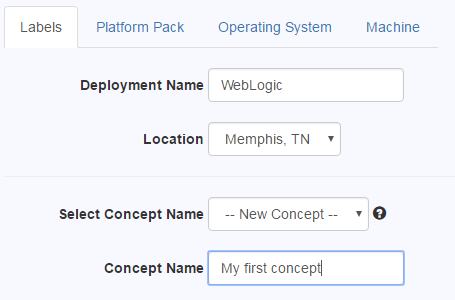 Labels Platform Pack Operating System Machine
Deployment Name WebLogic
Location Memphis, TN
Select Concept Name -- New Concept -- ?
Concept Name My first concept